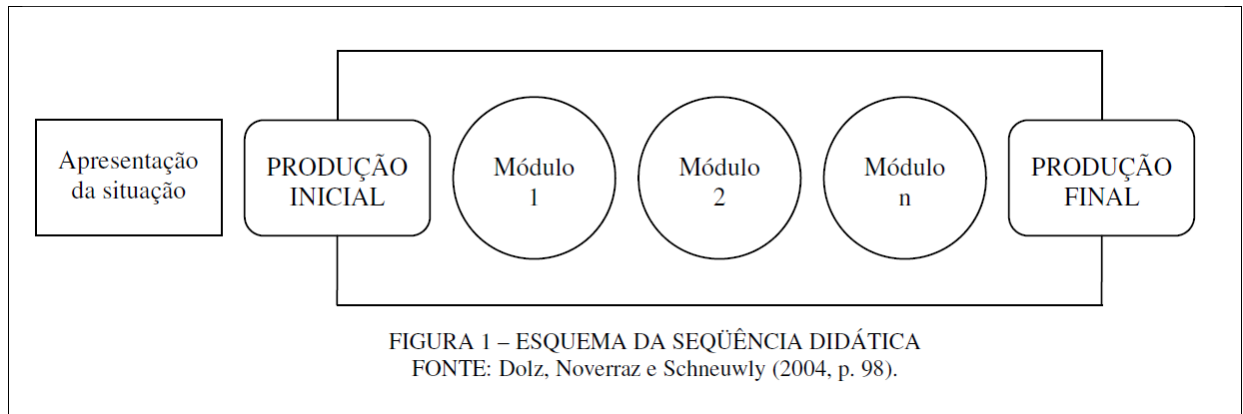 Apresentação
da situação
PRODUÇÃO
INICIAL
Módulo
1
Módulo
2
Módulo
n
PRODUÇÃO
FINAL
FIGURA 1 – ESQUEMA DA SEQÜÊNCIA DIDÁTICA
FONTE: Dolz, Noverraz e Schneuwly (2004, p. 98).